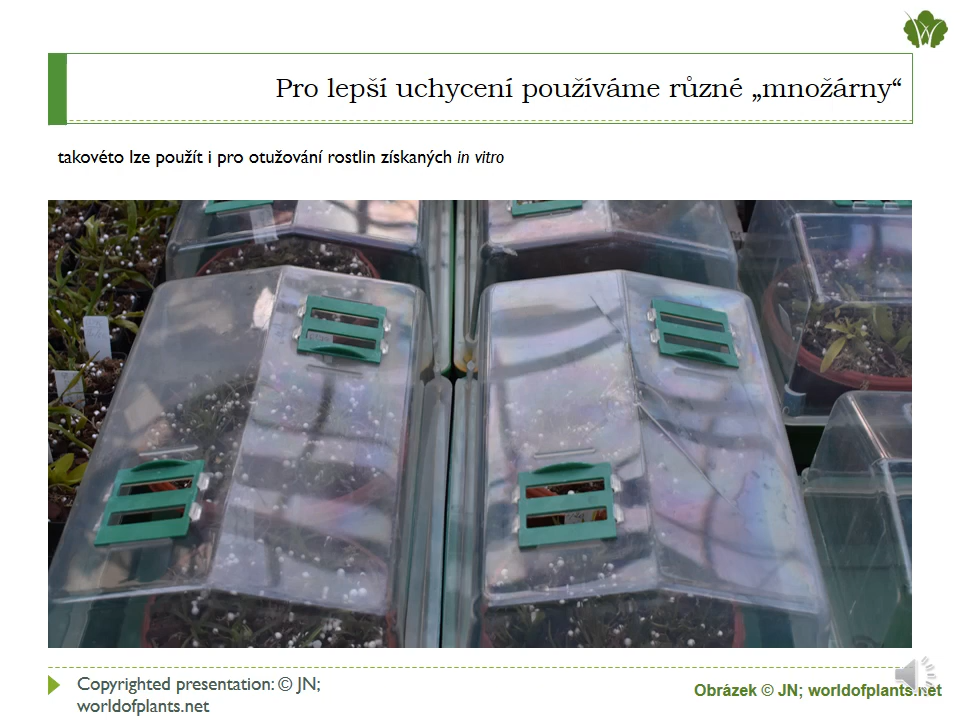 Pro lepší uchycení používáme různé „množárny“
takovéto lze použít i pro otužování rostlin získaných in vitro
Copyrighted presentation: © JN;
worldofplants.net
Obrázek © JN; worldofplants.net